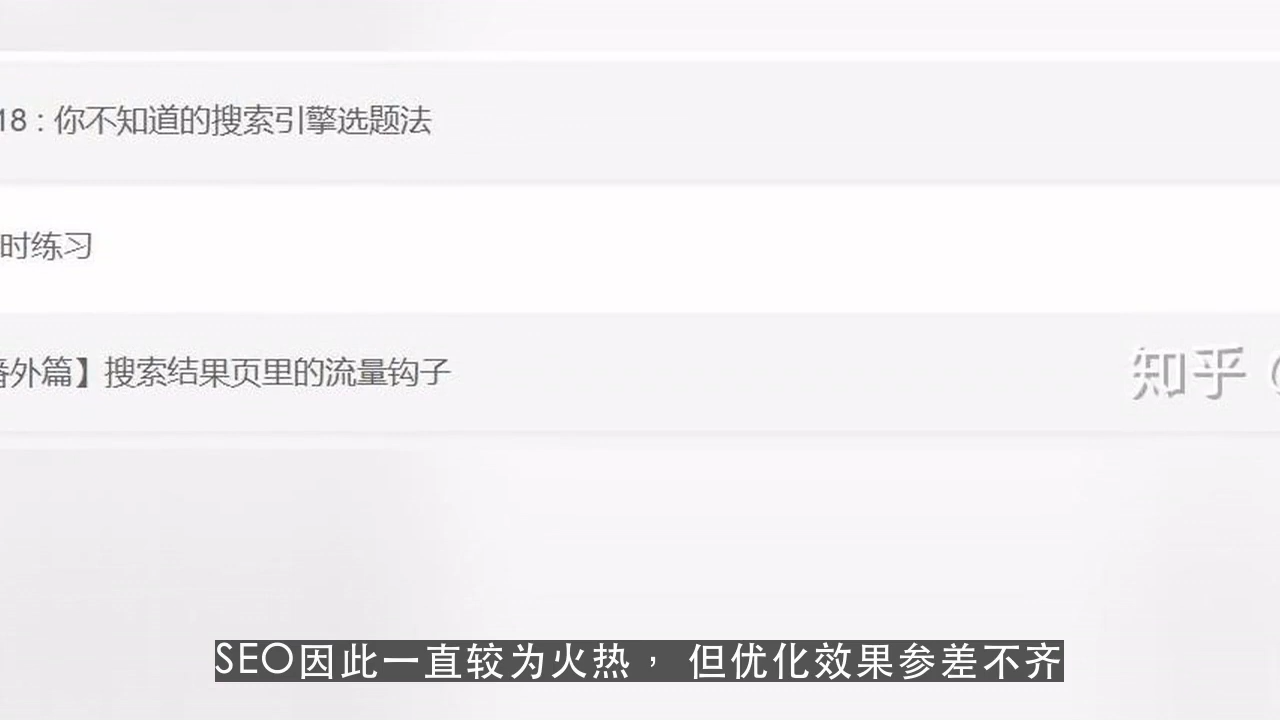 18：你不知道的搜索引擎选题法
时练习
外篇】搜索结果页里的流量钩子
知乎 @
SEO因此一直较为火热， 但优化效果参差不齐